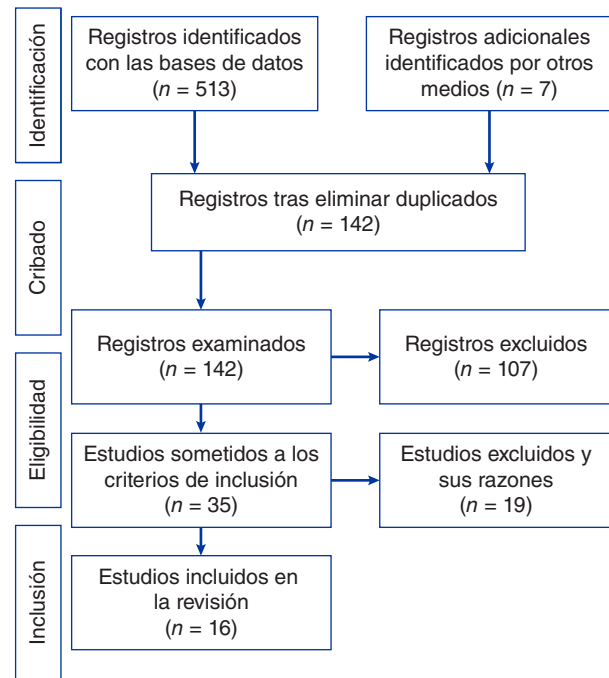 Identificación
Registros identificados
con las bases de datos
(n = 513)
Registros adicionales
identificados por otros
medios (n = 7)
Cribado
Registros tras eliminar duplicados
(n = 142)
Registros examinados
(n = 142)
Registros excluidos
(n = 107)
Eligibilidad
Estudios sometidos a los
criterios de inclusión
(n = 35)
Estudios excluidos y
sus razones
(n = 19)
Inclusión
Estudios incluidos en
la revisión
(n = 16)